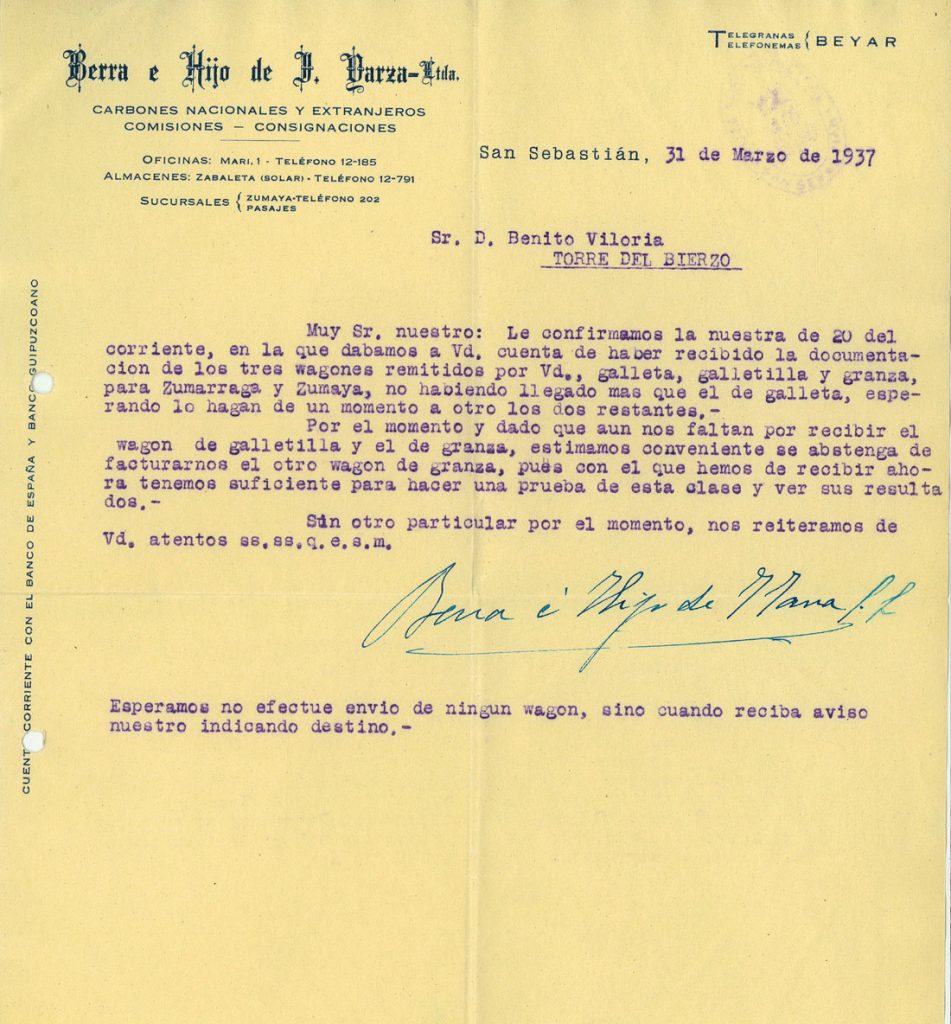 Berra e Hijo de J. Yarza-Ltda.
CARBONES NACIONALES Y EXTRANJEROS
COMISIONES — CONSIGNACIONES
OFICINAS: MARI, 1 - TELÉFONO 12-185
ALMACENES: ZABALETA (SOLAR) - TELÉFONO 12-791
SUCURSALES { ZUMAYA-TELÉFONO 202
PASAJES
TELEGRANAS
TELEFONEMAS { BEYAR
San Sebastián, 31 de Marzo de 1937
Sr. D. Benito Viloria
TORRE DEL BIERZO
Muy Sr. nuestro: Le confirmamos la nuestra de 20 del
corriente, en la que dabamos a Vd. cuenta de haber recibido la documenta-
cion de los tres wagones remitidos por Vd., galleta, galletilla y granza,
para Zumarraga y Zumaya, no habiendo llegado mas que el de galleta, espe-
rando lo hagan de un momento a otro los dos restantes.-
Por el momento y dado que aun nos faltan por recibir el
wagon de galletilla y el de granza, estimamos conveniente se abstenga de
facturarnos el otro wagon de granza, pues con el que hemos de recibir aho-
ra tenemos suficiente para hacer una prueba de esta clase y ver sus resulta
dos.-
Sin otro particular por el momento, nos reiteramos de
Vd. atentos ss.ss.q.e.s.m.
Berra é Hijo de
Esperamos no efectue envio de ningun wagon, sino cuando reciba aviso
nuestro indicando destino.-
CUENTA CORRIENTE CON EL BANCO DE ESPAÑA Y BANCO GUIPUZCOANO